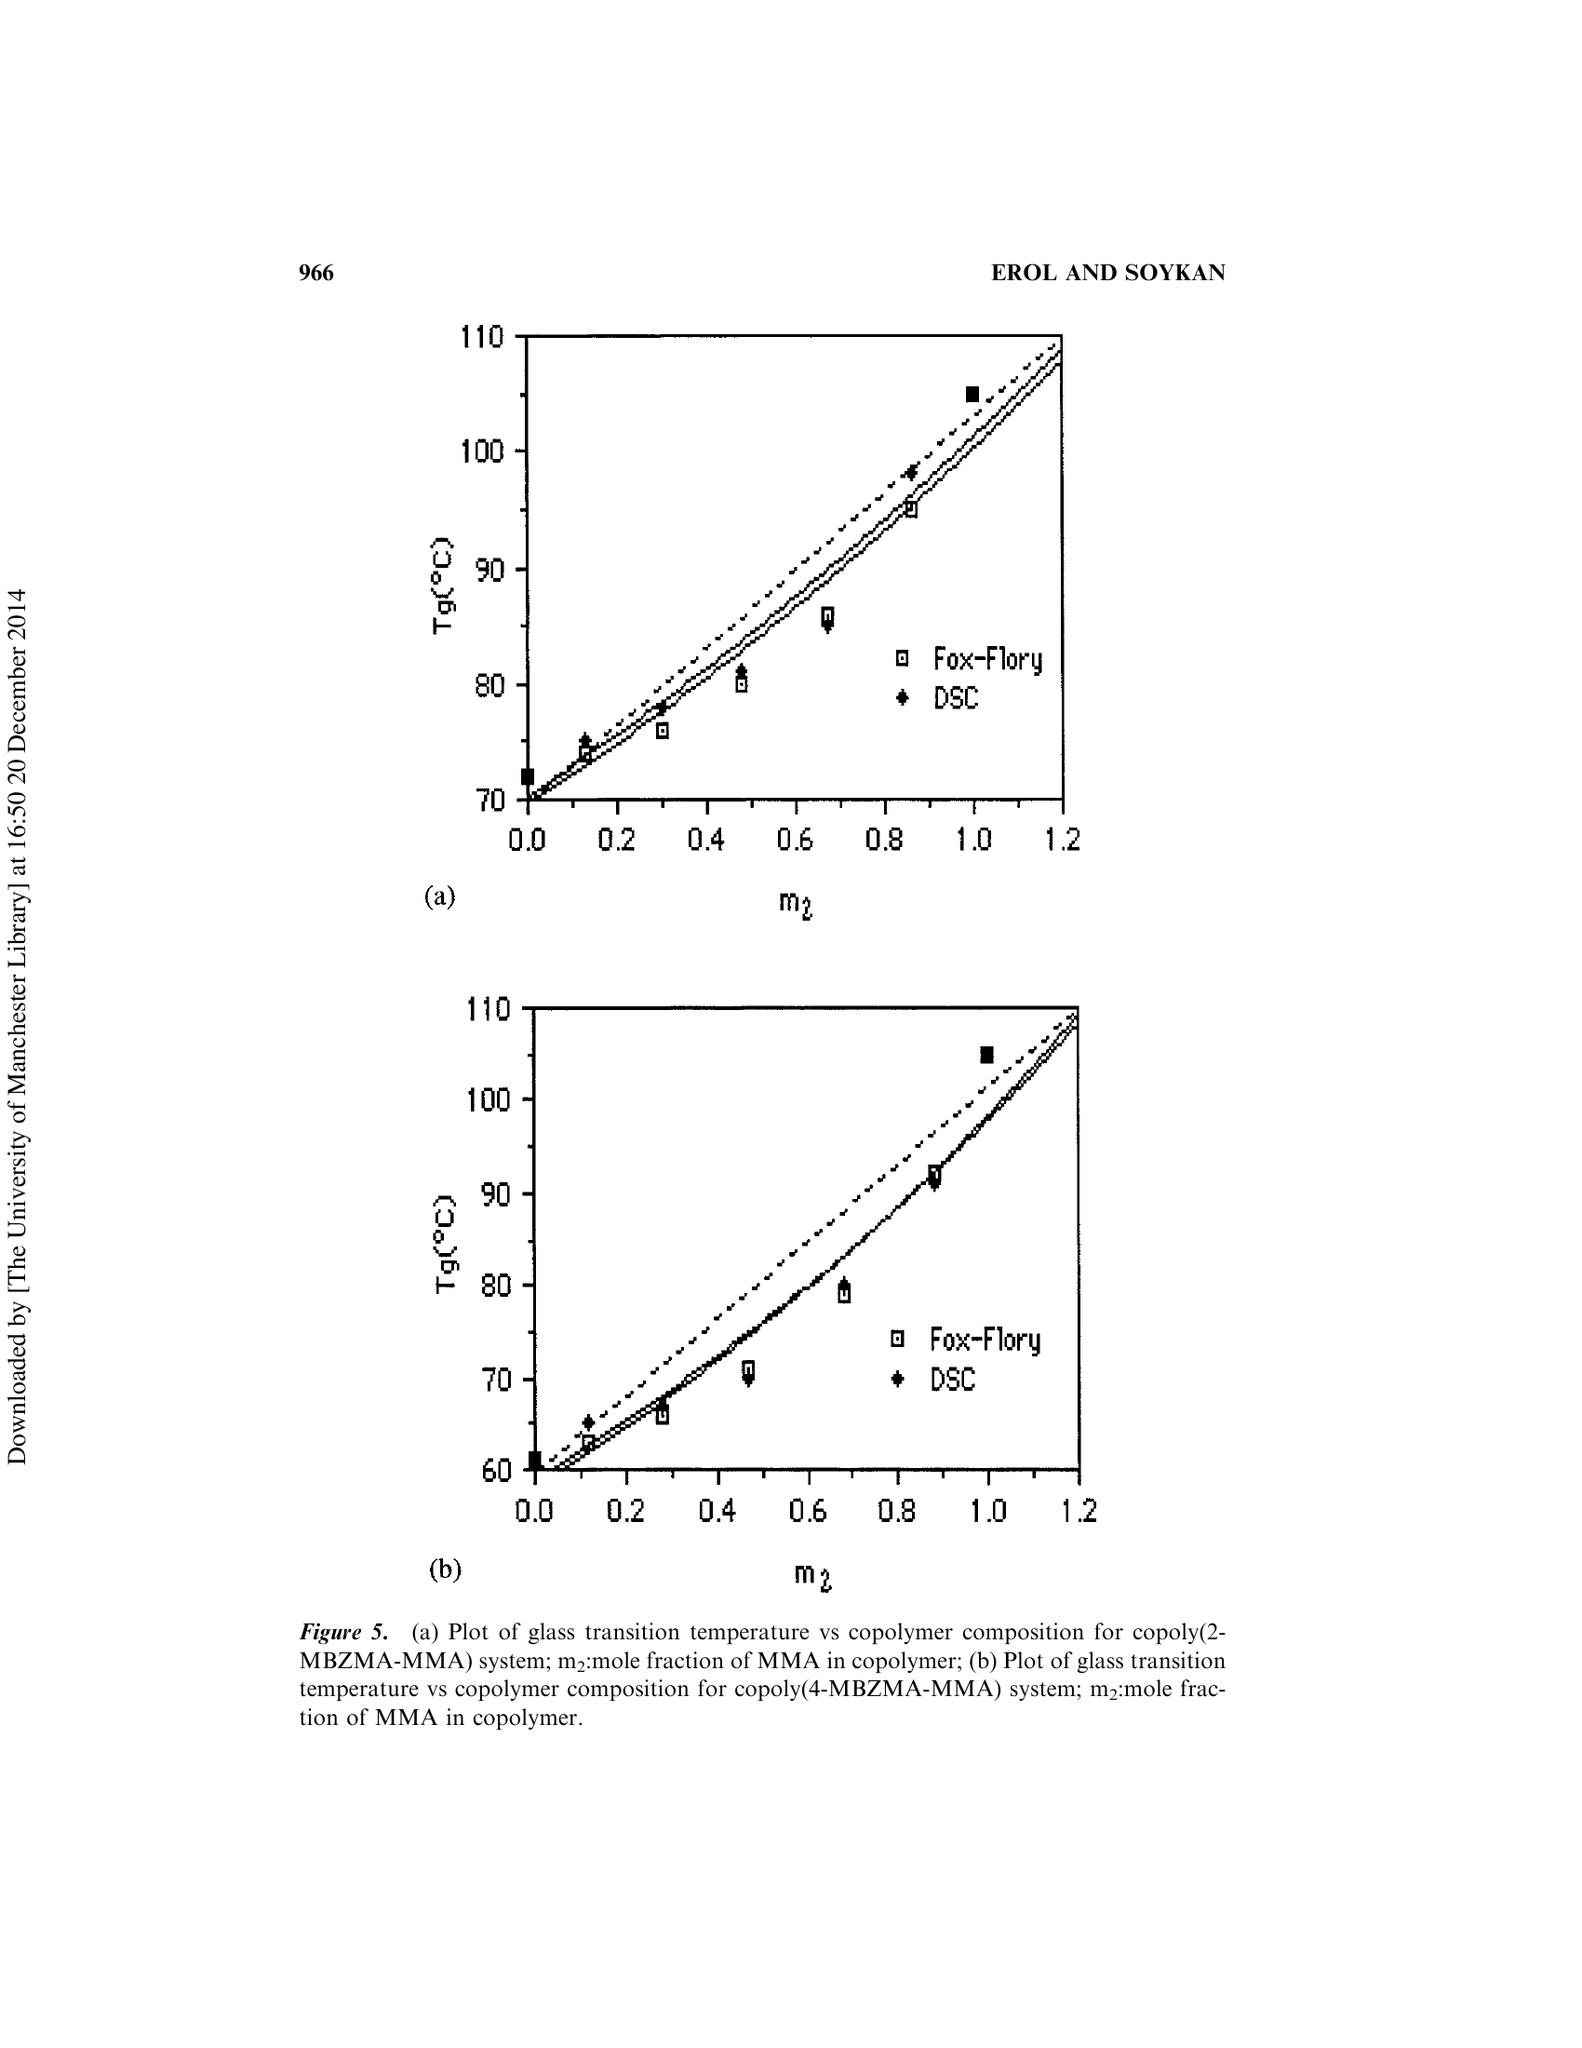 966 EROL AND SOYKAN
110
100
90
80
70
Tg(°C)
Fox-Flory
DSC
0.0 0.2 0.4 0.6 0.8 1.0 1.2
(a) m2
110
100
90
80
70
60
Tg(°C)
Fox-Flory
DSC
0.0 0.2 0.4 0.6 0.8 1.0 1.2
(b) m2
Figure 5. (a) Plot of glass transition temperature vs copolymer composition for copoly(2-
MBZMA-MMA) system; m2:mole fraction of MMA in copolymer; (b) Plot of glass transition
temperature vs copolymer composition for copoly(4-MBZMA-MMA) system; m2:mole frac-
tion of MMA in copolymer.
Downloaded by [The University of Manchester Library] at 16:50 20 December 2014